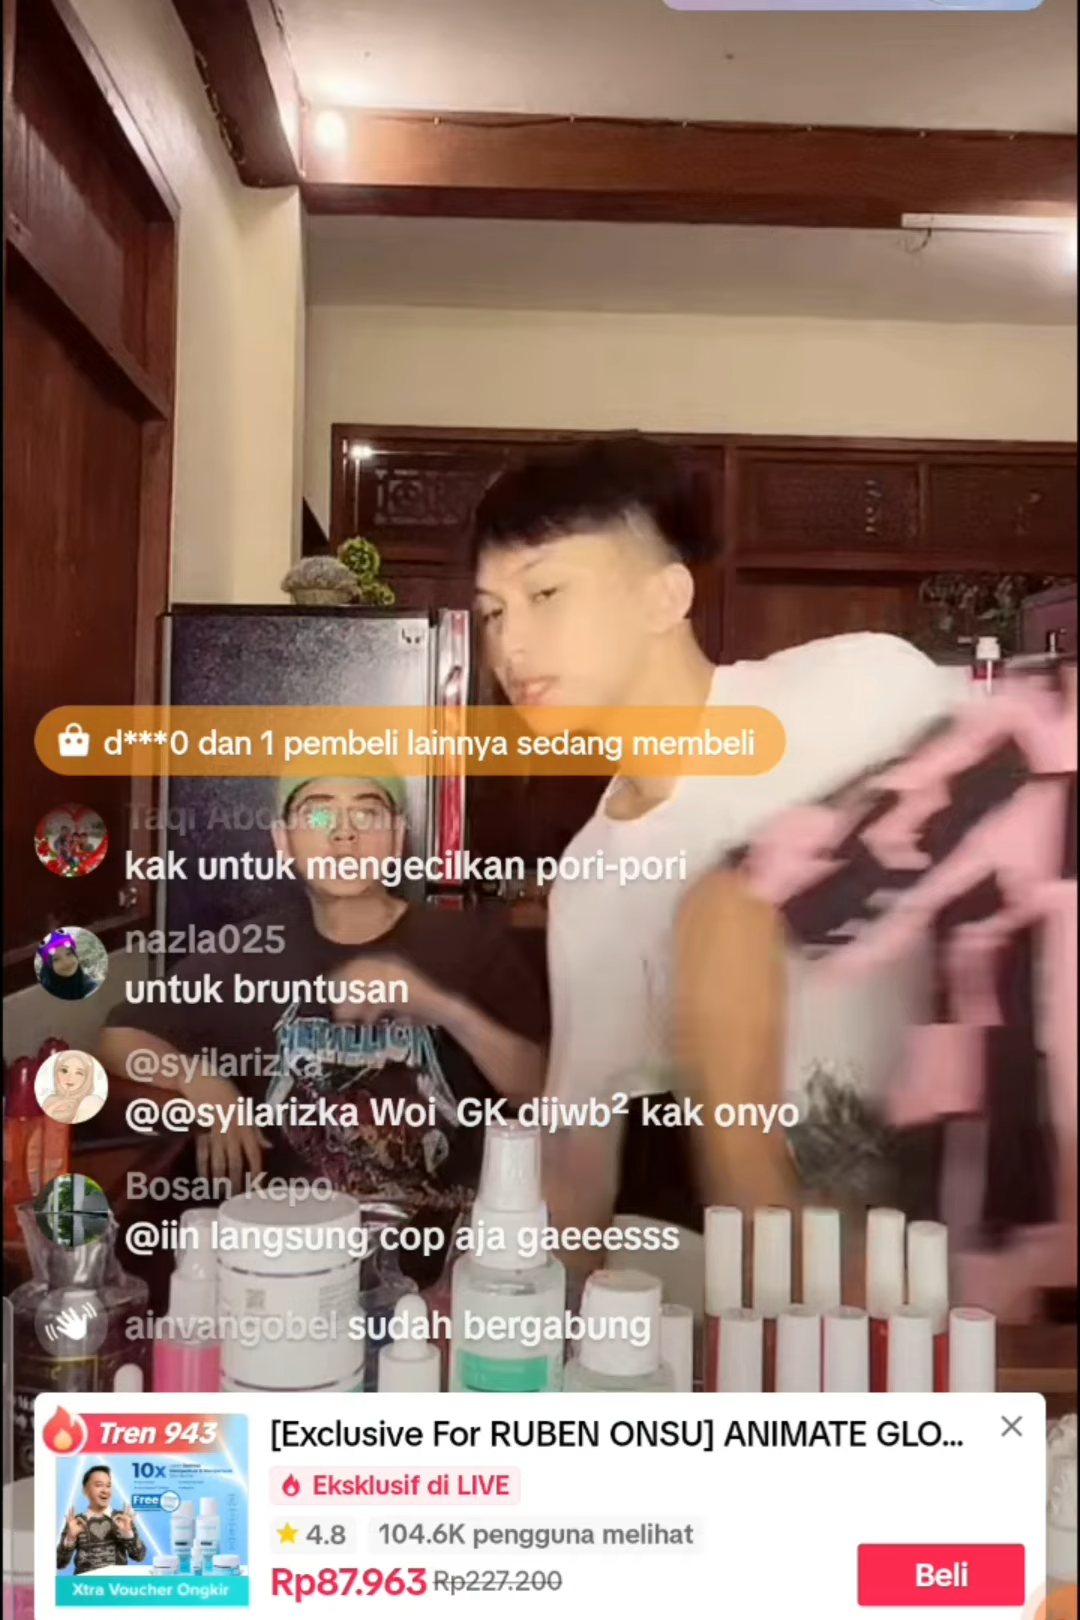 d***0 dan 1 pembeli lainnya sedang membeli
Taqi
kak untuk mengecilkan pori-pori
nazla025
untuk bruntusan
@syilarizka
@@syilarizka Woi GK dijwb² kak onyo
Bosan Kepo
@iin langsung cop aja gaeeesss
ainvangobel sudah bergabung
METALLICA
Tren 943
10x
Free
Xtra Voucher Ongkir
[Exclusive For RUBEN ONSU] ANIMATE GLO...
Eksklusif di LIVE
4.8 104.6K pengguna melihat
Rp87.963 Rp227.200
Beli